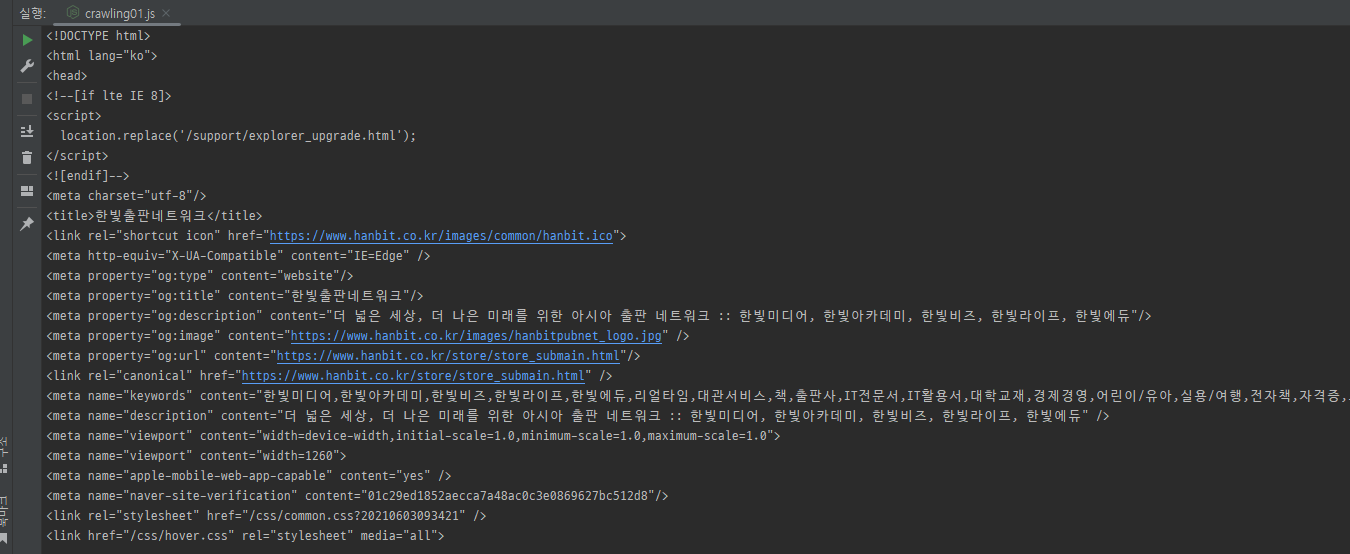 실행: crawling01.js
<!DOCTYPE html>
<html lang="ko">
<head>
<!--[if lte IE 8]>
<script>
  location.replace('/support/explorer_upgrade.html');
</script>
<![endif]-->
<meta charset="utf-8"/>
<title>한빛출판네트워크</title>
<link rel="shortcut icon" href="https://www.hanbit.co.kr/images/common/hanbit.ico">
<meta http-equiv="X-UA-Compatible" content="IE=Edge" />
<meta property="og:type" content="website"/>
<meta property="og:title" content="한빛출판네트워크"/>
<meta property="og:description" content="더 넓은 세상, 더 나은 미래를 위한 아시아 출판 네트워크 :: 한빛미디어, 한빛아카데미, 한빛비즈, 한빛라이프, 한빛에듀"/>
<meta property="og:image" content="https://www.hanbit.co.kr/images/hanbitpubnet_logo.jpg" />
<meta property="og:url" content="https://www.hanbit.co.kr/store/store_submain.html"/>
<link rel="canonical" href="https://www.hanbit.co.kr/store/store_submain.html" />
<meta name="keywords" content="한빛미디어,한빛아카데미,한빛비즈,한빛라이프,한빛에듀,리얼타임,대관서비스,책,출판사,IT전문서,IT활용서,대학교재,경제경영,어린이/유아,실용/여행,전자책,자격증,
<meta name="description" content="더 넓은 세상, 더 나은 미래를 위한 아시아 출판 네트워크 :: 한빛미디어, 한빛아카데미, 한빛비즈, 한빛라이프, 한빛에듀" />
<meta name="viewport" content="width=device-width,initial-scale=1.0,minimum-scale=1.0,maximum-scale=1.0">
<meta name="viewport" content="width=1260">
<meta name="apple-mobile-web-app-capable" content="yes" />
<meta name="naver-site-verification" content="01c29ed1852aecca7a48ac0c3e0869627bc512d8"/>
<link rel="stylesheet" href="/css/common.css?20210603093421" />
<link href="/css/hover.css" rel="stylesheet" media="all">